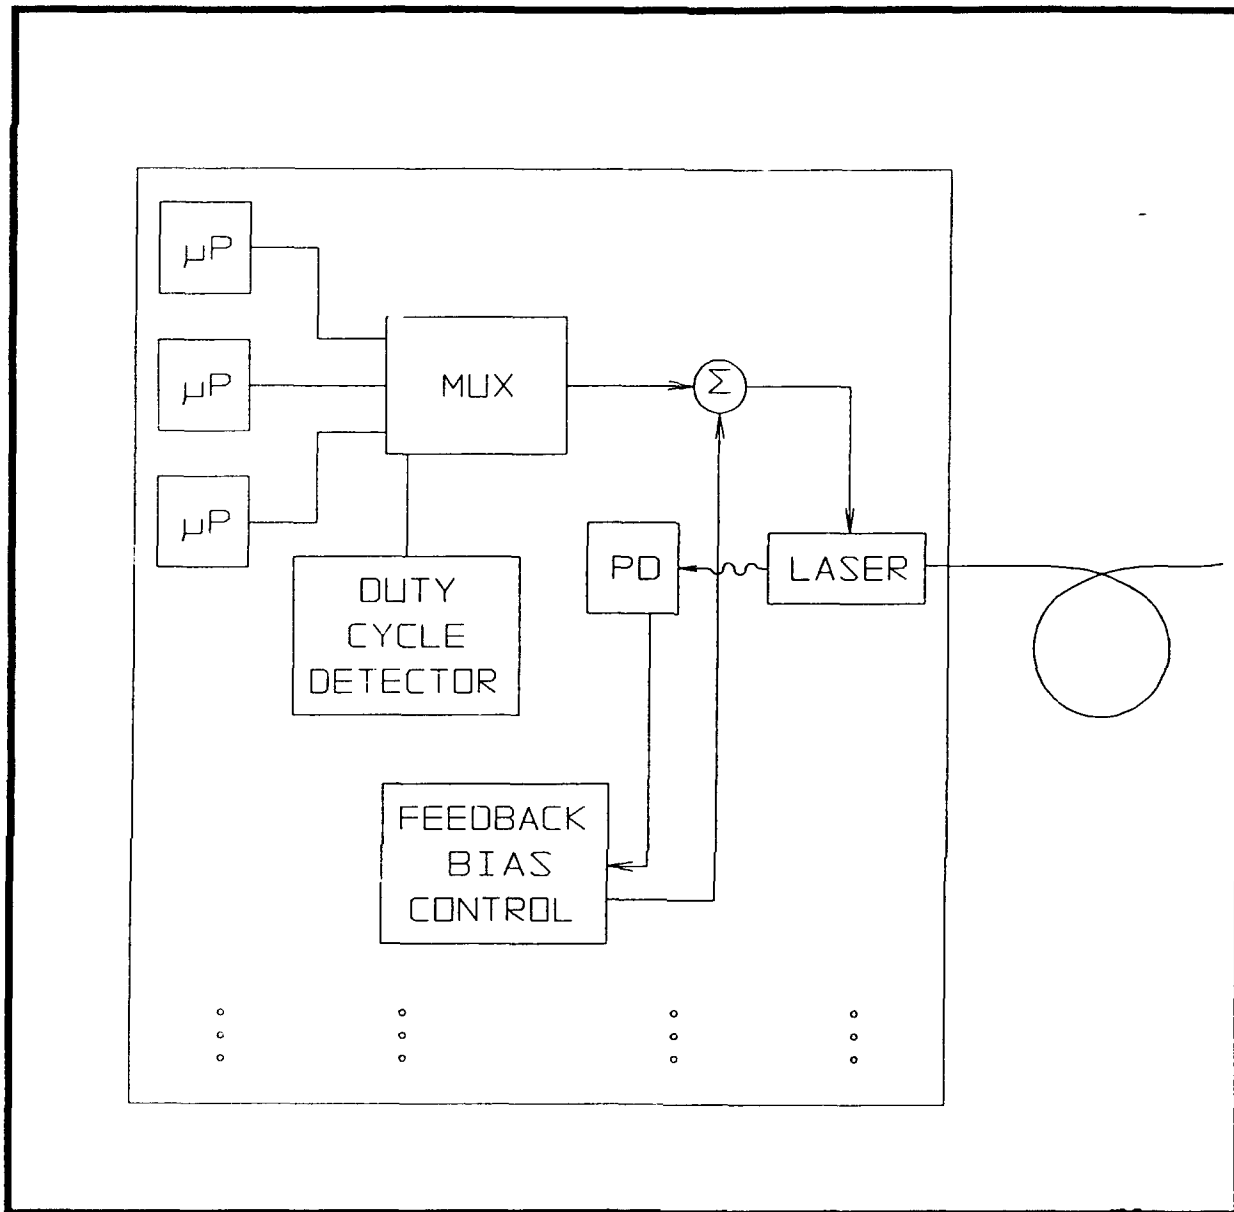 μP
μP
μP
MUX
Σ
PD
LASER
DUTY
CYCLE
DETECTOR
FEEDBACK
BIAS
CONTROL